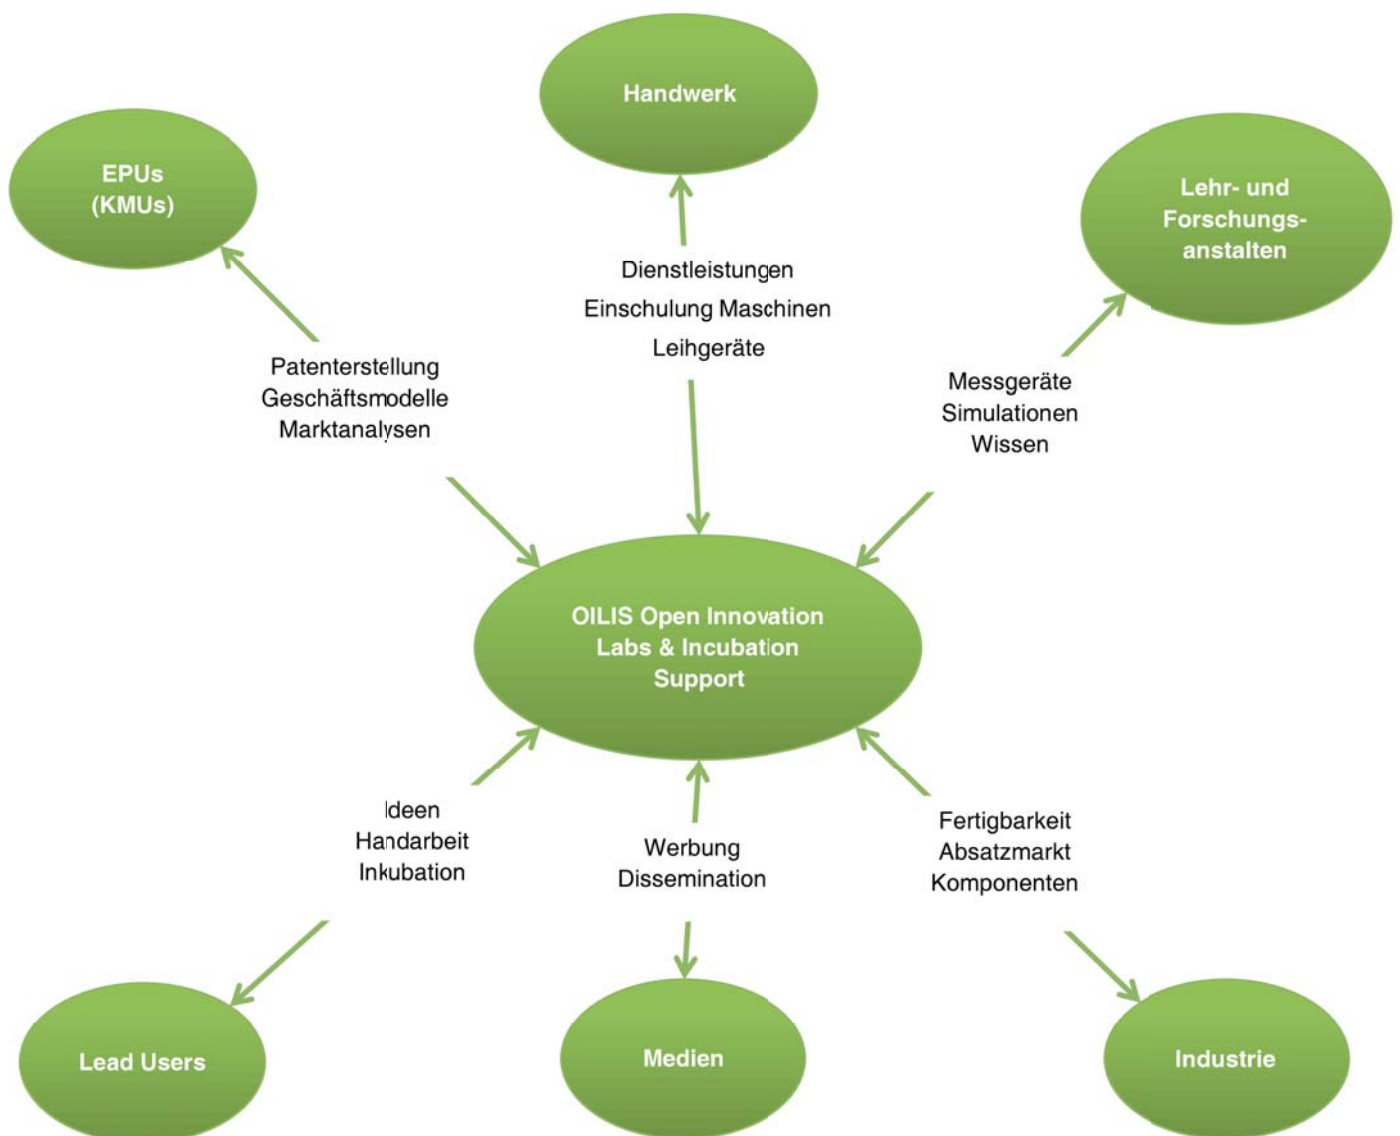 Handwerk
EPUs
(KMUs)
Lehr- und
Forschungs-
anstalten
Dienstleistungen
Einschulung Maschinen
Leihgeräte
Patenterstellung
Geschäftsmodelle
Marktanalysen
Messgeräte
Simulationen
Wissen
OILIS Open Innovation
Labs & Incubation
Support
Ideen
Handarbeit
Inkubation
Werbung
Dissemination
Fertigbarkeit
Absatzmarkt
Komponenten
Lead Users
Medien
Industrie